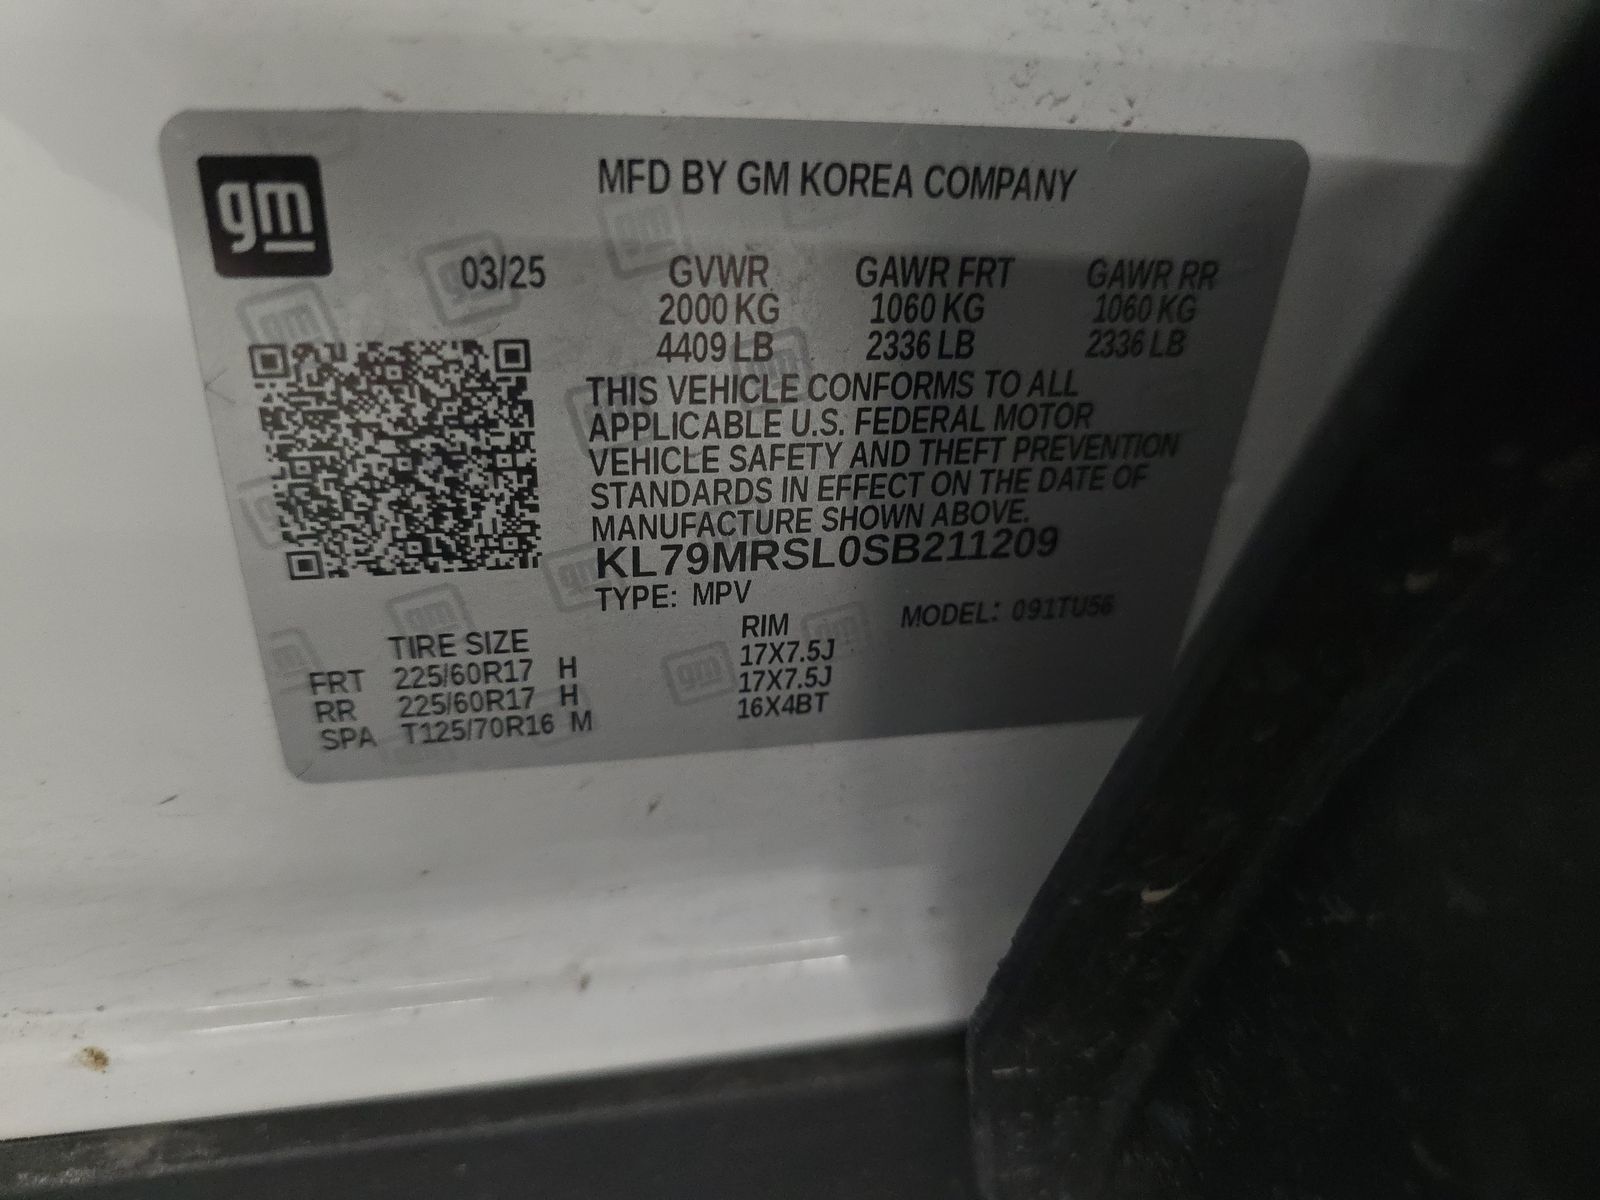 gm
MFD BY GM KOREA COMPANY
03/25 GVWR GAWR FRT GAWR RR
2000 KG 1060 KG 1060 KG
4409 LB 2336 LB 2336 LB
THIS VEHICLE CONFORMS TO ALL
APPLICABLE U.S. FEDERAL MOTOR
VEHICLE SAFETY AND THEFT PREVENTION
STANDARDS IN EFFECT ON THE DATE OF
MANUFACTURE SHOWN ABOVE.
KL79MRSL0SB211209
TYPE: MPV MODEL: 091TU56
TIRE SIZE RIM
FRT 225/60R17 H 17X7.5J
RR 225/60R17 H 17X7.5J
SPA T125/70R16 M 16X4BT